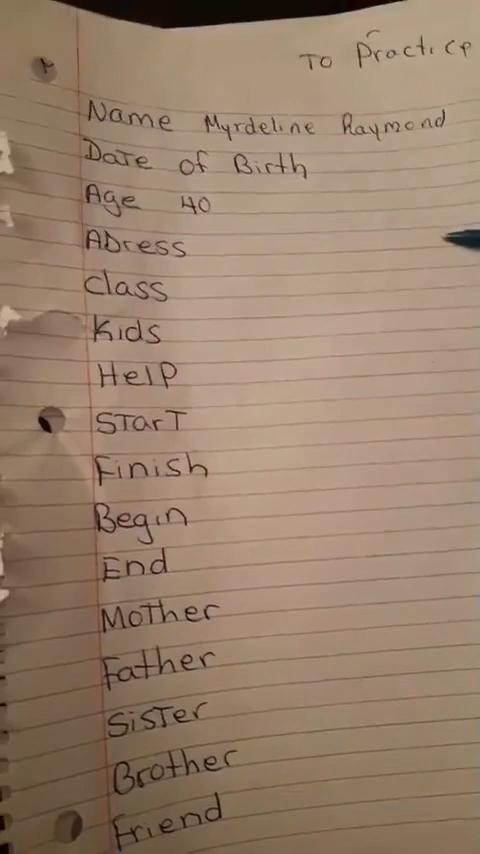 To Practice
Name Myrdeline Raymond
Date of Birth
Age 40
ADress
Class
Kids
Help
Start
Finish
Begin
End
Mother
Father
Sister
Brother
Friend